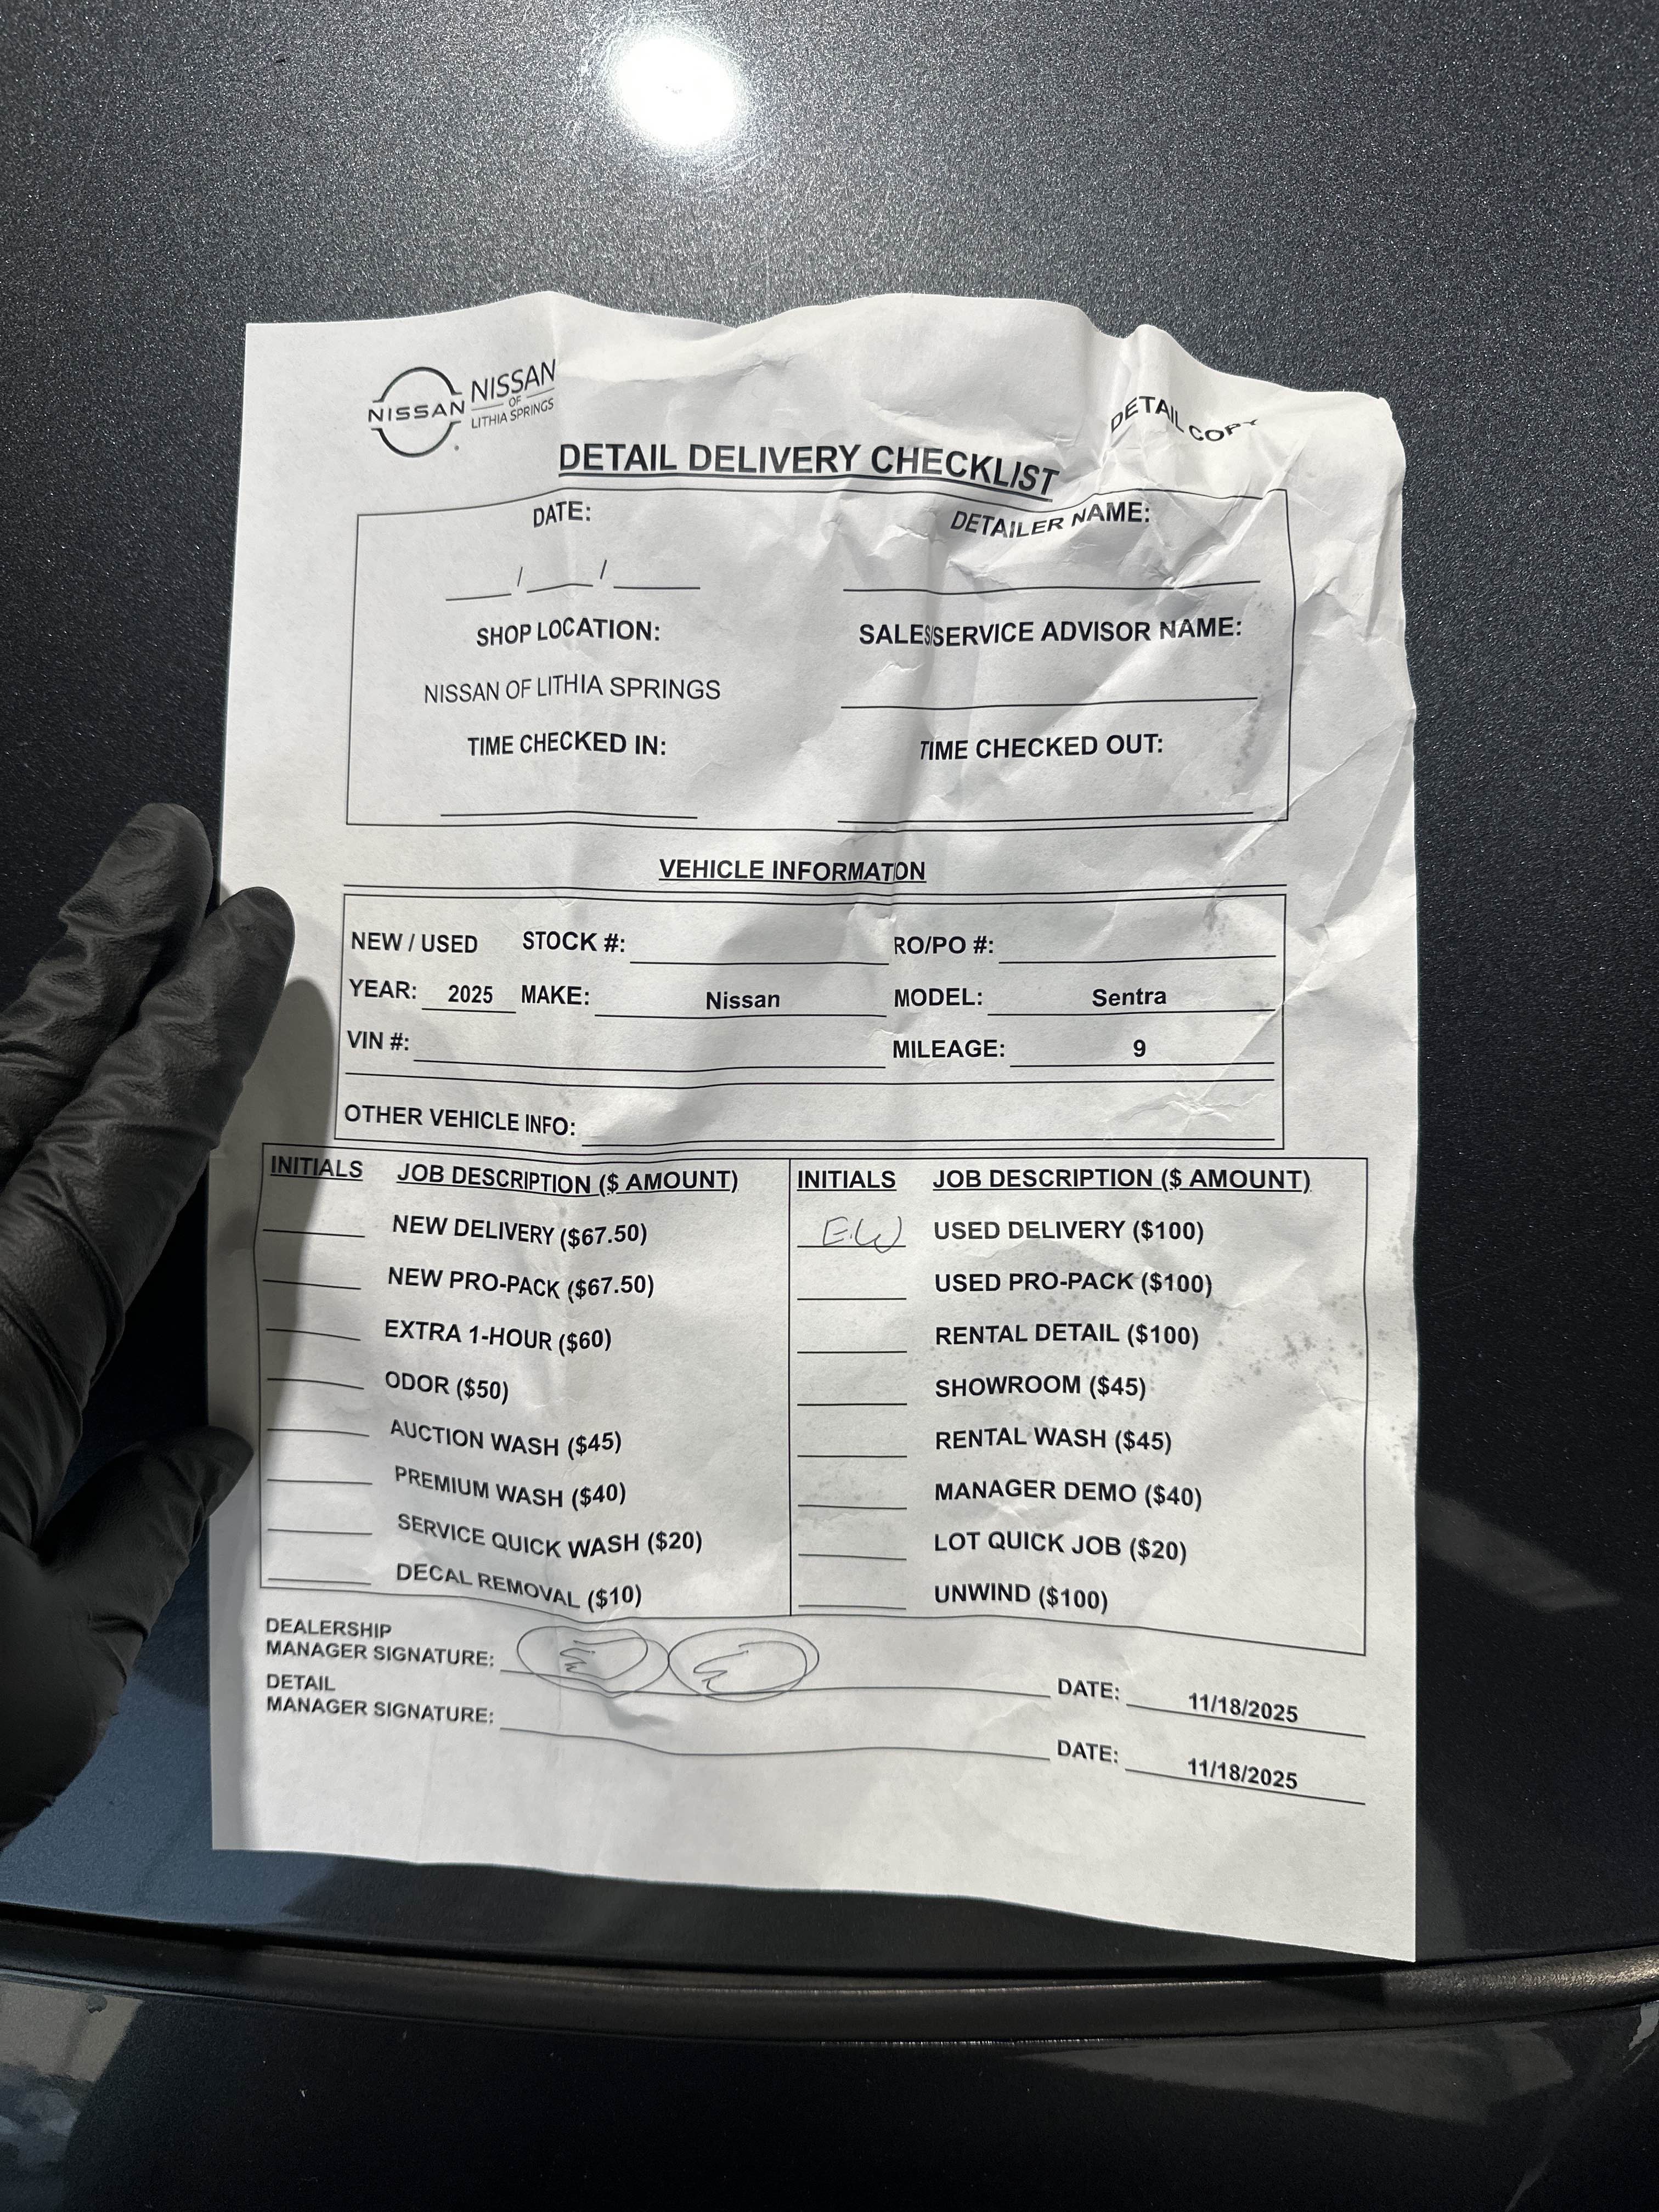 NISSAN
NISSAN
OF
LITHIA SPRINGS
DETAIL COPY
DETAIL DELIVERY CHECKLIST
DATE: DETAILER NAME:
/ /
SHOP LOCATION: SALES/SERVICE ADVISOR NAME:
NISSAN OF LITHIA SPRINGS
TIME CHECKED IN: TIME CHECKED OUT:
VEHICLE INFORMATON
NEW / USED STOCK #: RO/PO #:
YEAR: 2025 MAKE: Nissan MODEL: Sentra
VIN #: MILEAGE: 9
OTHER VEHICLE INFO:
INITIALS JOB DESCRIPTION ($ AMOUNT) INITIALS JOB DESCRIPTION ($ AMOUNT)
NEW DELIVERY ($67.50) E.W USED DELIVERY ($100)
NEW PRO-PACK ($67.50) USED PRO-PACK ($100)
EXTRA 1-HOUR ($60) RENTAL DETAIL ($100)
ODOR ($50) SHOWROOM ($45)
AUCTION WASH ($45) RENTAL WASH ($45)
PREMIUM WASH ($40) MANAGER DEMO ($40)
SERVICE QUICK WASH ($20) LOT QUICK JOB ($20)
DECAL REMOVAL ($10) UNWIND ($100)
DEALERSHIP
MANAGER SIGNATURE: DATE: 11/18/2025
DETAIL
MANAGER SIGNATURE: DATE: 11/18/2025